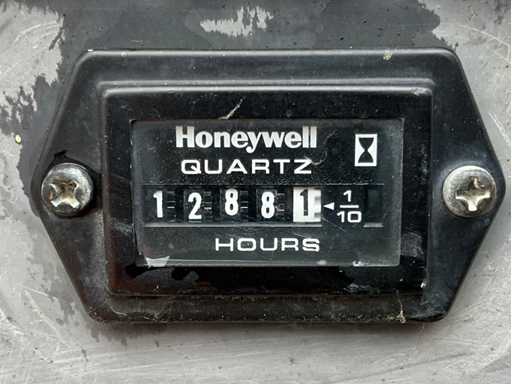 Honeywell
QUARTZ
1 2 8 8 1 ◄ 1/10
HOURS